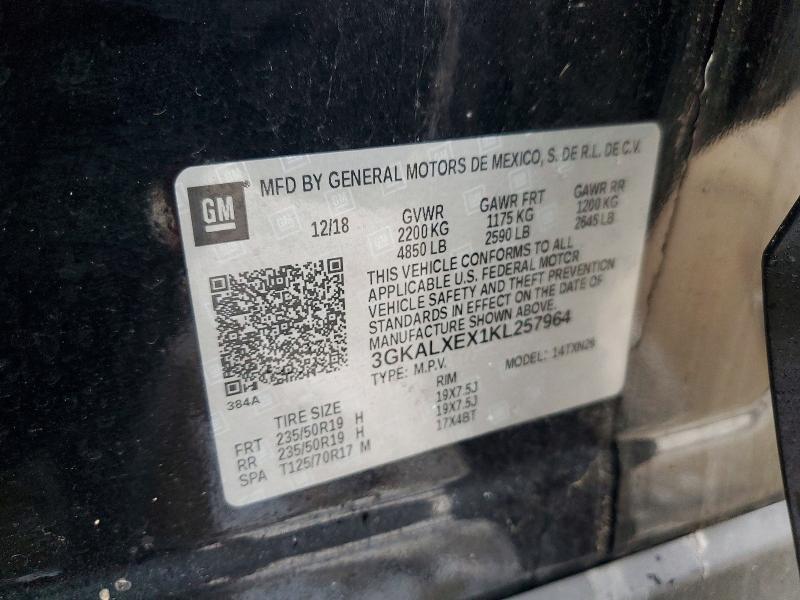 MFD BY GENERAL MOTORS DE MEXICO, S. DE R.L. DE C.V.
GM
12/18
GVWR GAWR FRT GAWR RR
2200 KG 1175 KG 1200 KG
4850 LB 2590 LB 2645 LB
THIS VEHICLE CONFORMS TO ALL
APPLICABLE U.S. FEDERAL MOTOR
VEHICLE SAFETY AND THEFT PREVENTION
STANDARDS IN EFFECT ON THE DATE OF
MANUFACTURE SHOWN ABOVE.
3GKALXEX1KL257964
TYPE: M.P.V. MODEL: 14TXN26
384A
TIRE SIZE RIM
FRT 235/50R19 H 19X7.5J
RR 235/50R19 H 19X7.5J
SPA T125/70R17 M 17X4BT